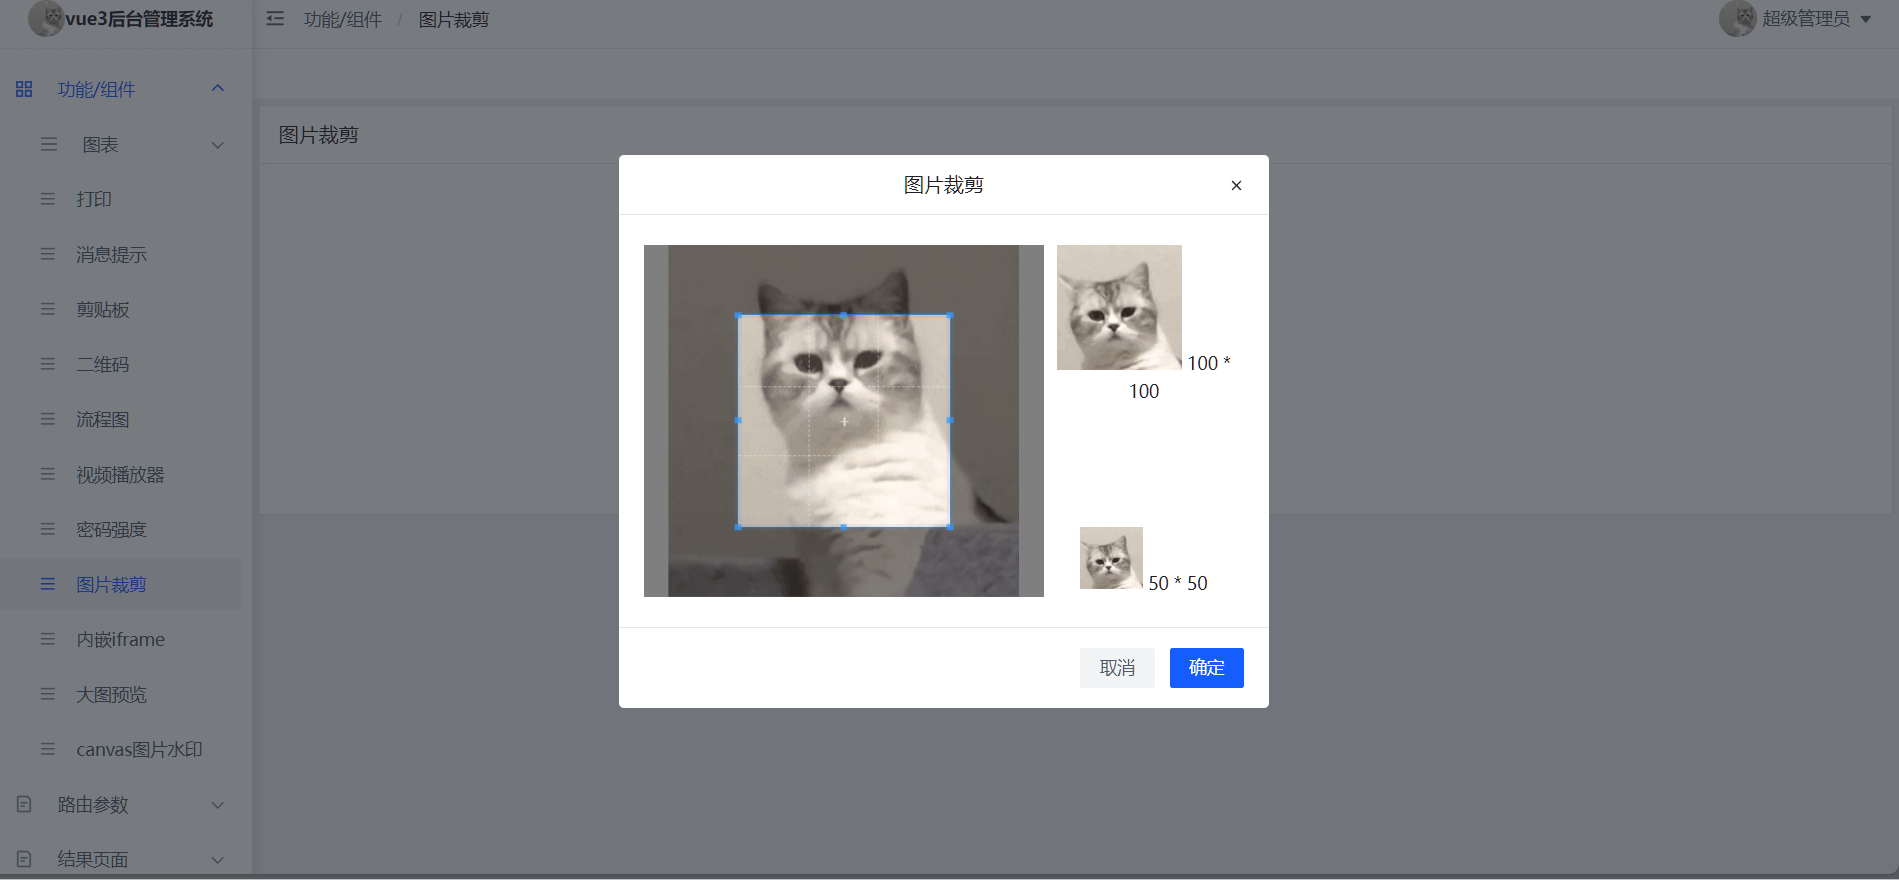 vue3后台管理系统
功能/组件 / 图片裁剪
超级管理员
功能/组件
图表
打印
消息提示
剪贴板
二维码
流程图
视频播放器
密码强度
图片裁剪
内嵌iframe
大图预览
canvas图片水印
路由参数
结果页面
图片裁剪
图片裁剪
100 *
100
50 * 50
取消
确定